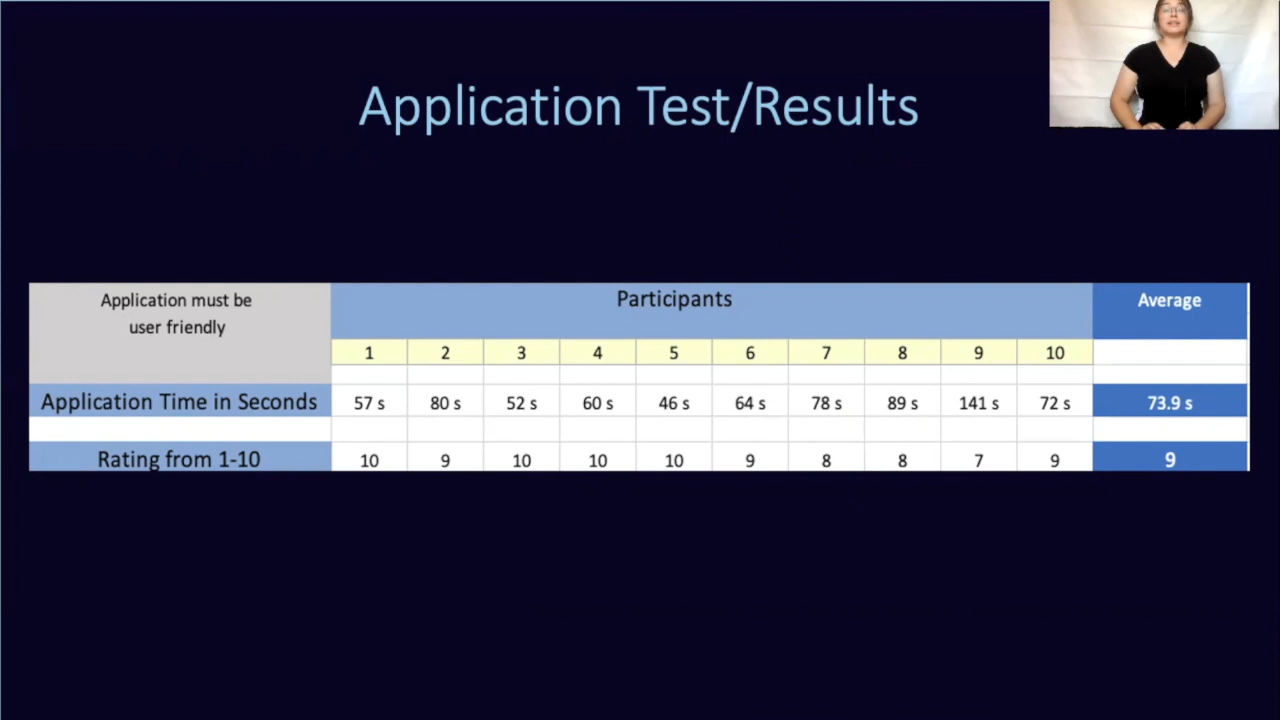 Application Test/Results
Application must be
user friendly
Participants
Average
1 2 3 4 5 6 7 8 9 10
Application Time in Seconds 57 s 80 s 52 s 60 s 46 s 64 s 78 s 89 s 141 s 72 s 73.9 s
Rating from 1-10 10 9 10 10 10 9 8 8 7 9 9